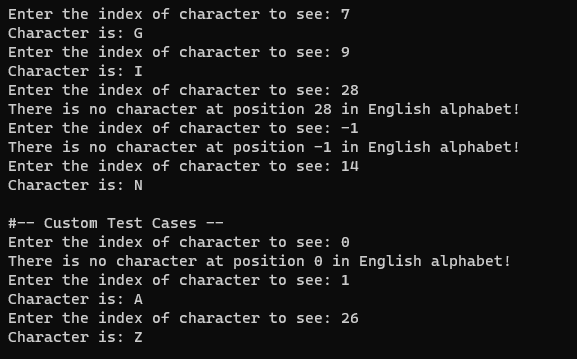 Enter the index of character to see: 7
Character is: G
Enter the index of character to see: 9
Character is: I
Enter the index of character to see: 28
There is no character at position 28 in English alphabet!
Enter the index of character to see: -1
There is no character at position -1 in English alphabet!
Enter the index of character to see: 14
Character is: N
#-- Custom Test Cases --
Enter the index of character to see: 0
There is no character at position 0 in English alphabet!
Enter the index of character to see: 1
Character is: A
Enter the index of character to see: 26
Character is: Z